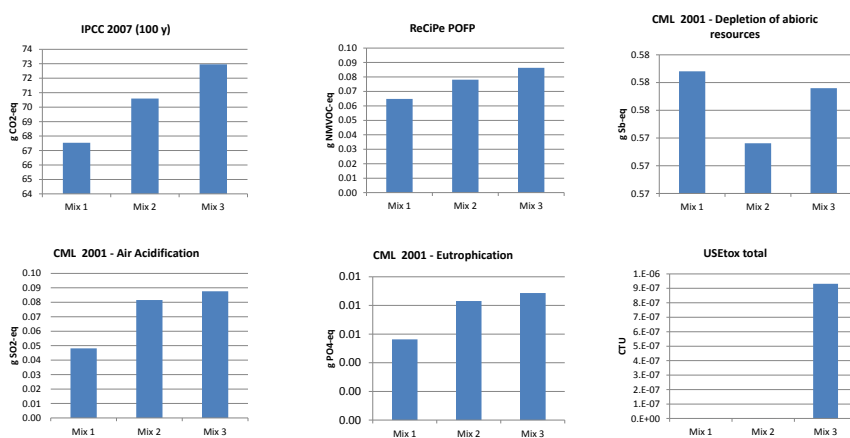 IPCC 2007 (100 y)
74
73
72
71
70
69
68
67
66
65
64
g CO2-eq
Mix 1 Mix 2 Mix 3
ReCiPe POFP
0.10
0.09
0.08
0.07
0.06
0.05
0.04
0.03
0.02
0.01
0.00
g NMVOC-eq
Mix 1 Mix 2 Mix 3
CML 2001 - Depletion of abioric
resources
0.58
0.58
0.58
0.57
0.57
0.57
g Sb-eq
Mix 1 Mix 2 Mix 3
CML 2001 - Air Acidification
0.10
0.09
0.08
0.07
0.06
0.05
0.04
0.03
0.02
0.01
0.00
g SO2-eq
Mix 1 Mix 2 Mix 3
CML 2001 - Eutrophication
0.01
0.01
0.01
0.00
0.00
0.00
g PO4-eq
Mix 1 Mix 2 Mix 3
USEtox total
1.E-06
9.E-07
8.E-07
7.E-07
6.E-07
5.E-07
4.E-07
3.E-07
2.E-07
1.E-07
0.E+00
CTU
Mix 1 Mix 2 Mix 3